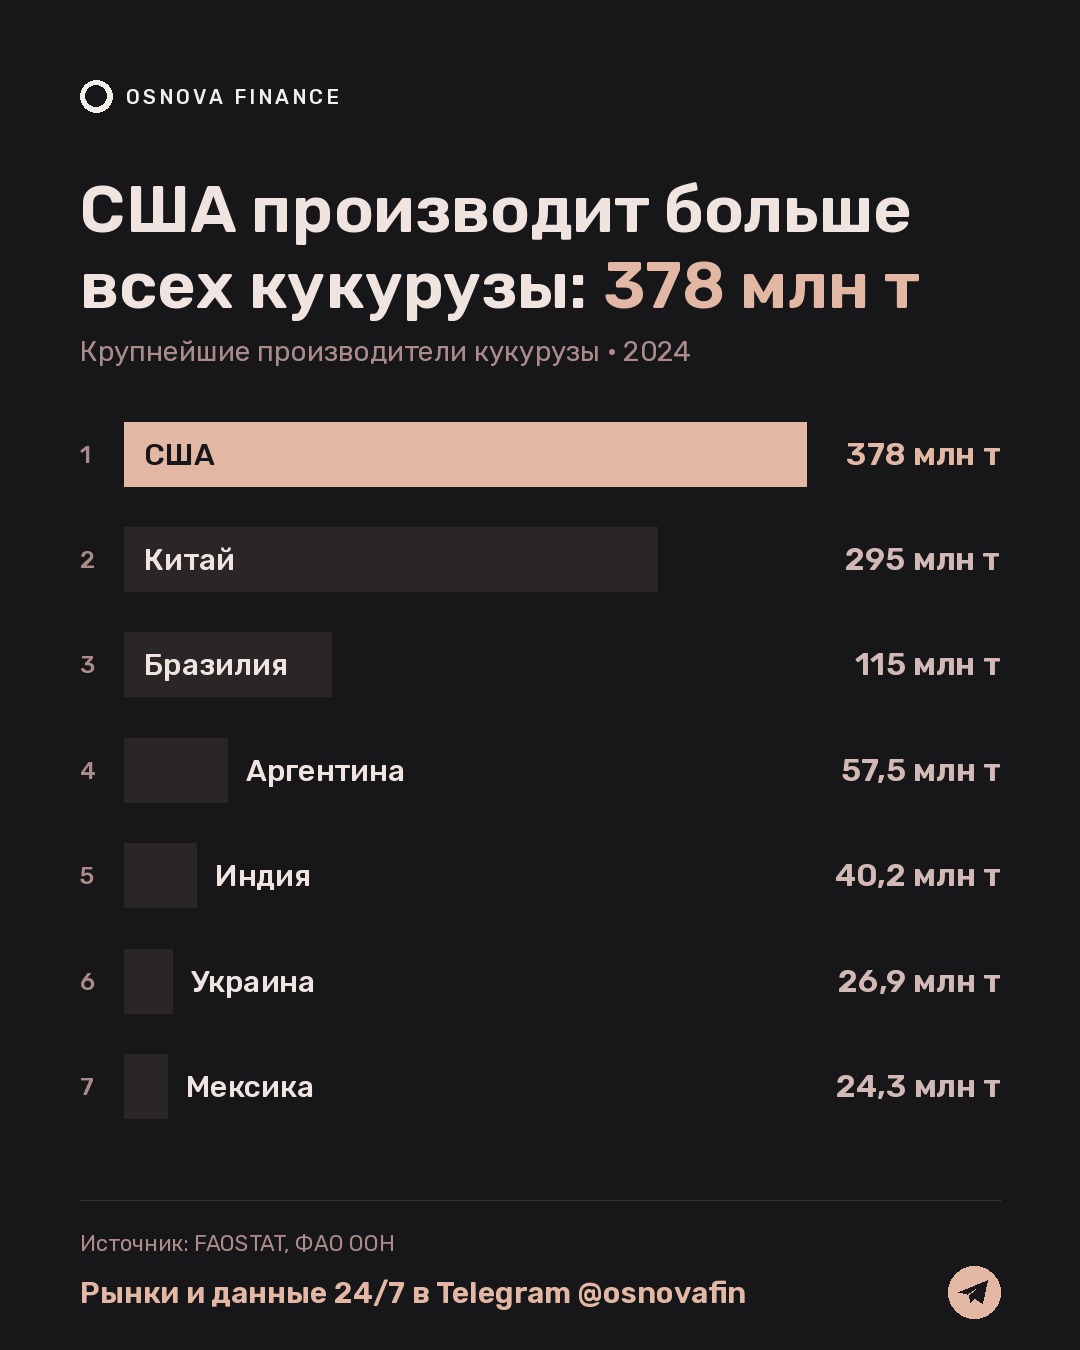 OSNOVA FINANCE
США производит больше
всех кукурузы: 378 млн т
Крупнейшие производители кукурузы • 2024
1 США 378 млн т
2 Китай 295 млн т
3 Бразилия 115 млн т
4 Аргентина 57,5 млн т
5 Индия 40,2 млн т
6 Украина 26,9 млн т
7 Мексика 24,3 млн т
Источник: FAOSTAT, ФАО ООН
Рынки и данные 24/7 в Telegram @osnovafin